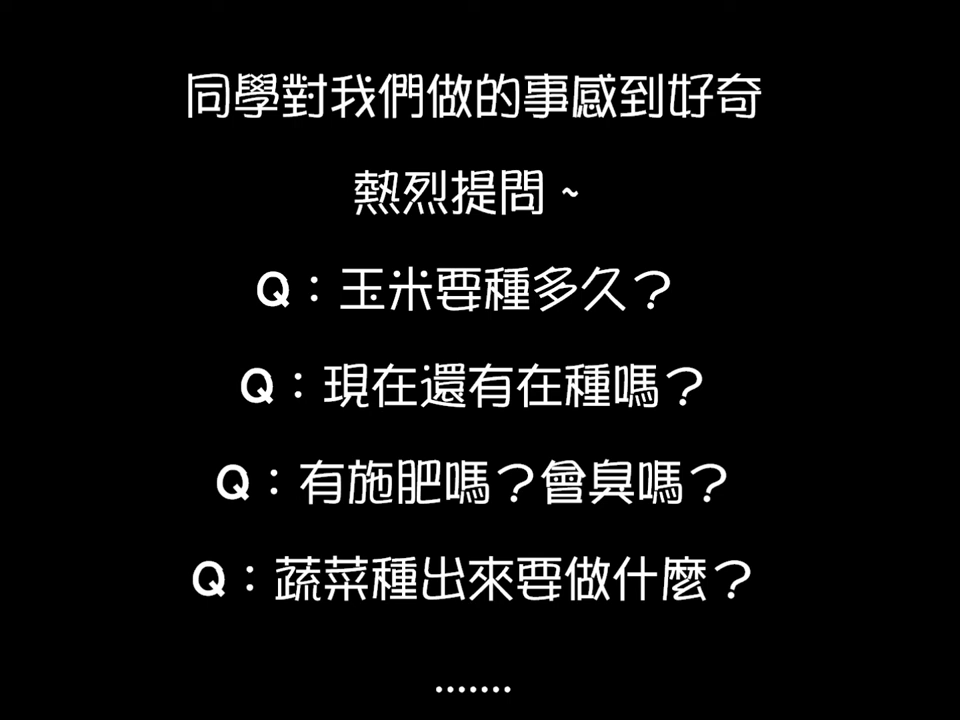 同學對我們做的事感到好奇
熱烈提問～
Q：玉米要種多久？
Q：現在還有在種嗎？
Q：有施肥嗎？會臭嗎？
Q：蔬菜種出來要做什麼？
.......